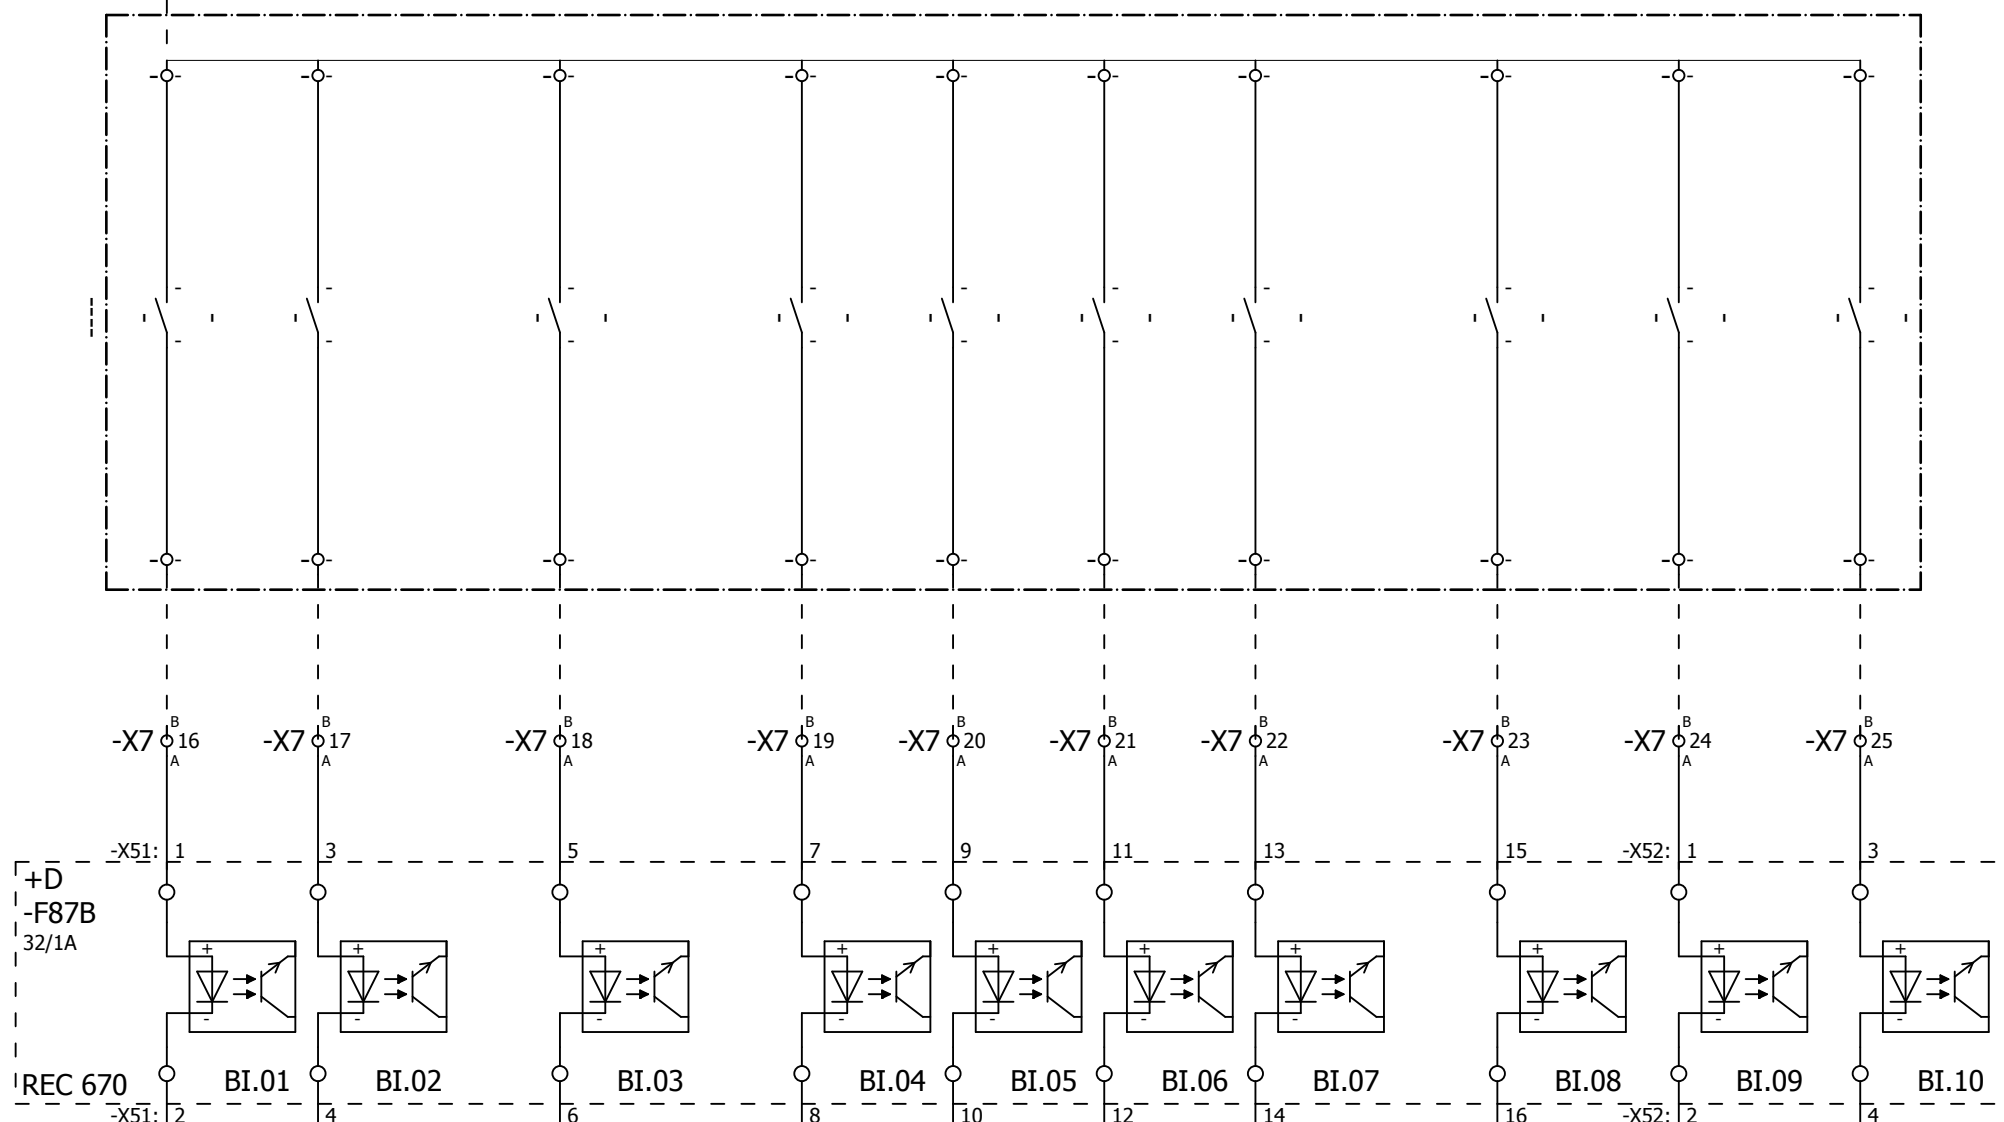 B B B B B B B B B B
-X7 16 -X7 17 -X7 18 -X7 19 -X7 20 -X7 21 -X7 22 -X7 23 -X7 24 -X7 25
A A A A A A A A A A
-X51: 1 3 5 7 9 11 13 15 -X52: 1 3
+D
-F87B
32/1A
+ + + + + + + + + +
- - - - - - - - - -
REC 670 BI.01 BI.02 BI.03 BI.04 BI.05 BI.06 BI.07 BI.08 BI.09 BI.10
-X51: 2 4 6 8 10 12 14 16 -X52: 2 4